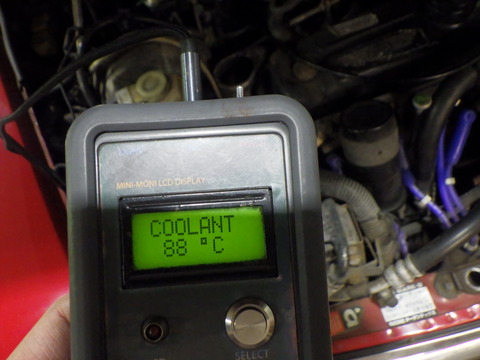 MINI-MONI LCD DISPLAY
COOLANT
88 °C
SELECT